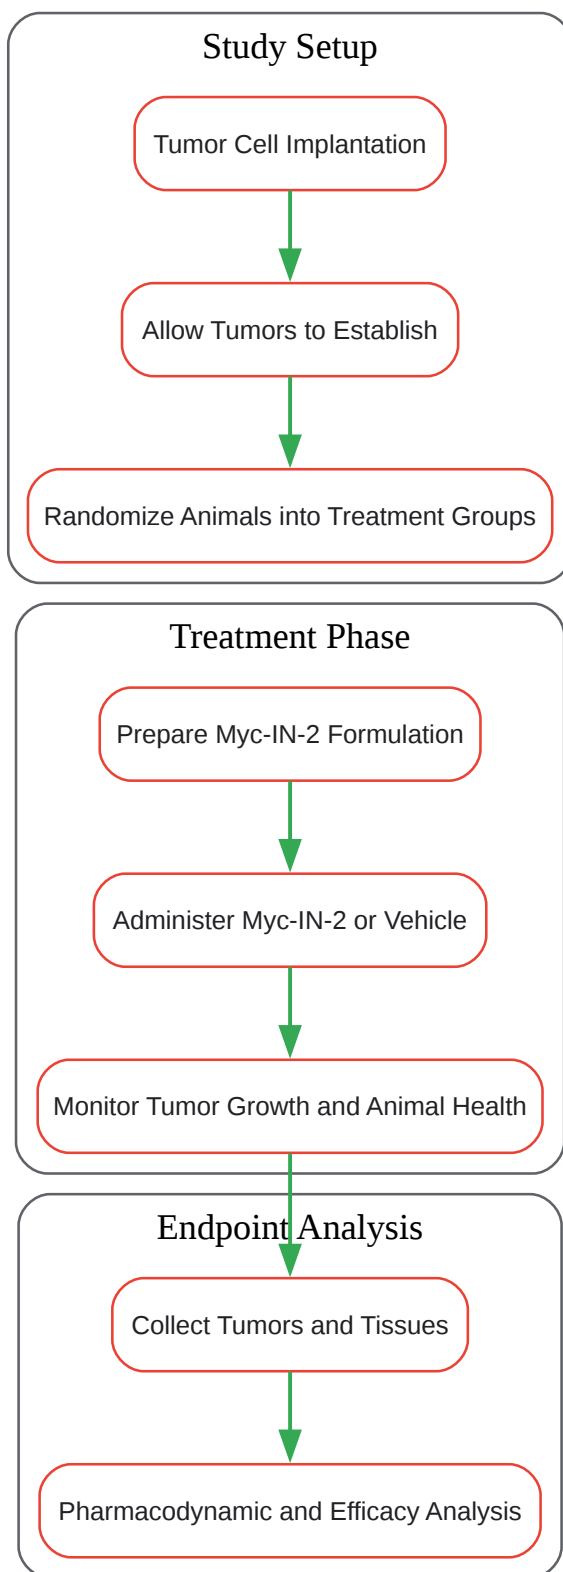 Study Setup
Tumor Cell Implantation
Allow Tumors to Establish
Randomize Animals into Treatment Groups
Treatment Phase
Prepare Myc-IN-2 Formulation
Administer Myc-IN-2 or Vehicle
Monitor Tumor Growth and Animal Health
Endpoint Analysis
Collect Tumors and Tissues
Pharmacodynamic and Efficacy Analysis